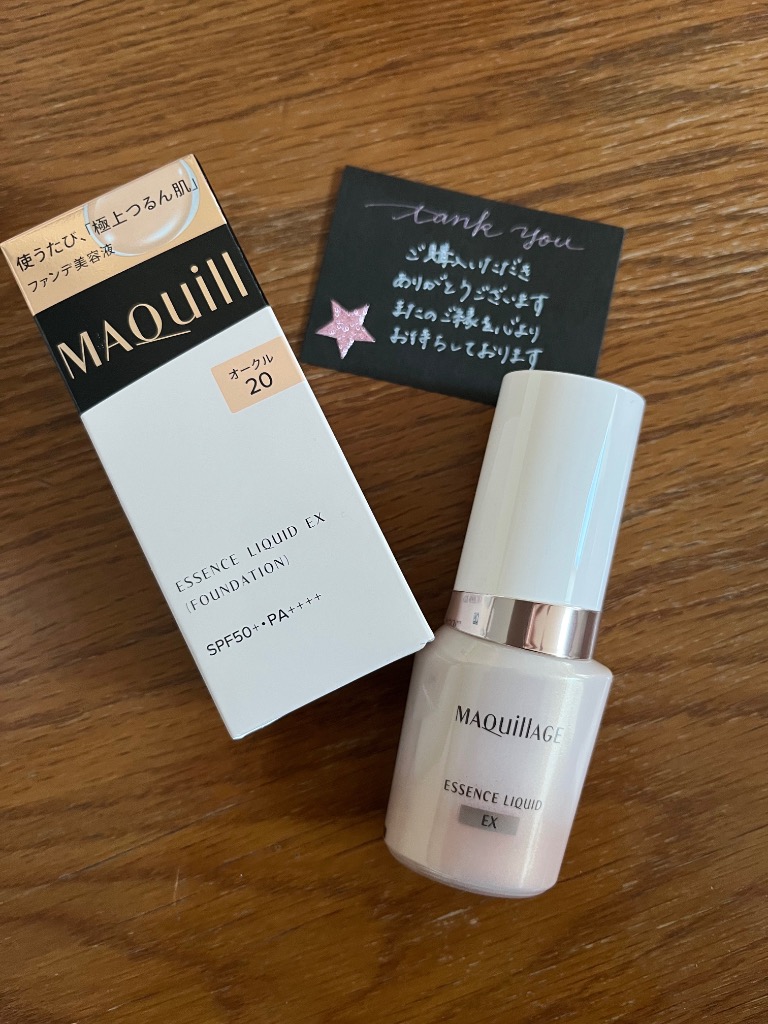 使うたび、「極上つるん肌」
ファンデ美容液
MAQuill
オークル
20
ESSENCE LIQUID EX
(FOUNDATION)
SPF50+・PA++++
tank you
ご購入いただき
ありがとうございます
またのご縁を心より
お待ちしております
MAQuillAGE
ESSENCE LIQUID
EX